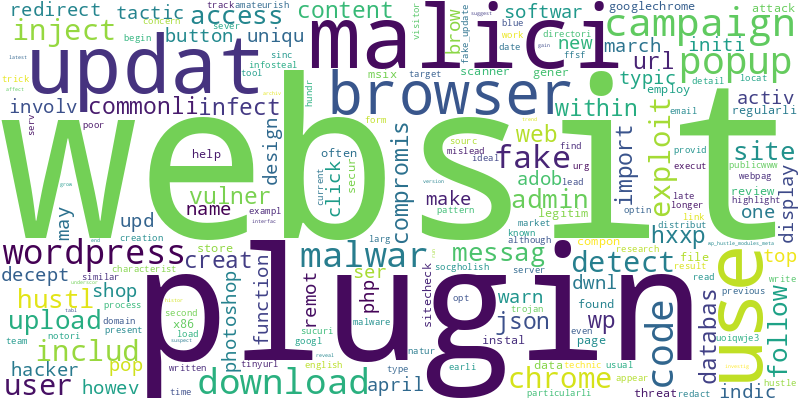 redirect tactic access content softwar googlechrome
track amateurish concern sever begin
malici
visitor brow fake_update blue work date gain
directori attack
campaign
suggest
inject button uniqu
updat
sinc infosteal tool
new march initi
latest trick effect
msix target scanner gener ffsf
url popup
typic employ detail locat
involv commonli infect
browser
within activ regularli
hundr form
websit
serv poor help
design often click current secur
compromis
sourc mislead ideal urg find lead
web fake adob admin
exploit import site
email provid publicwww webpag
execut review highlight display
may vulner name exampl interfac
upd creation store
make pattern legitim
late longer link distribut
one
wordpress creat malwar messag
market known optin although
hxxp
wp_hustle_modules_meta
decept characterist similar
larg socgholish server
ser php remot
detect compon research file result read previous
top
hustl shop photoshop function
warn opt trojan
json
dwnl found wp
plugin
code databas use follow
write uoiqwje3
upload process domain present notori
second x86 load
sitecheck sucuri googl malware
instal page even
includ pop
hacker team
user howev
download
written tinyurl april
english natur type earli reveal
time
chrome data technic usual appear particularli
threat redact
indic
suspect hustle